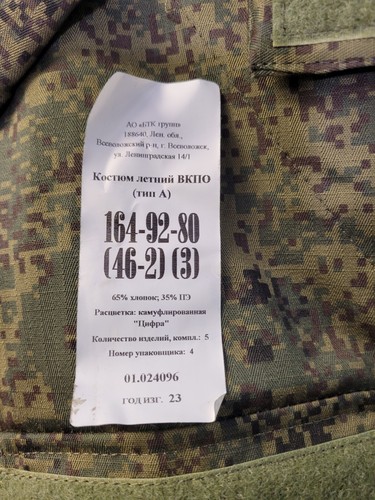 АО «БТК групп»
188640, Лен. обл.,
Всеволожский р-н, г. Всеволожск,
ул. Ленинградская 14/1
Костюм летний ВКПО
(тип А)
164-92-80
(46-2) (3)
65% хлопок; 35% ПЭ
Расцветка: камуфлированная
"Цифра"
Количество изделий, компл.: 5
Номер упаковщика: 4
01.024096
ГОД ИЗГ. 23